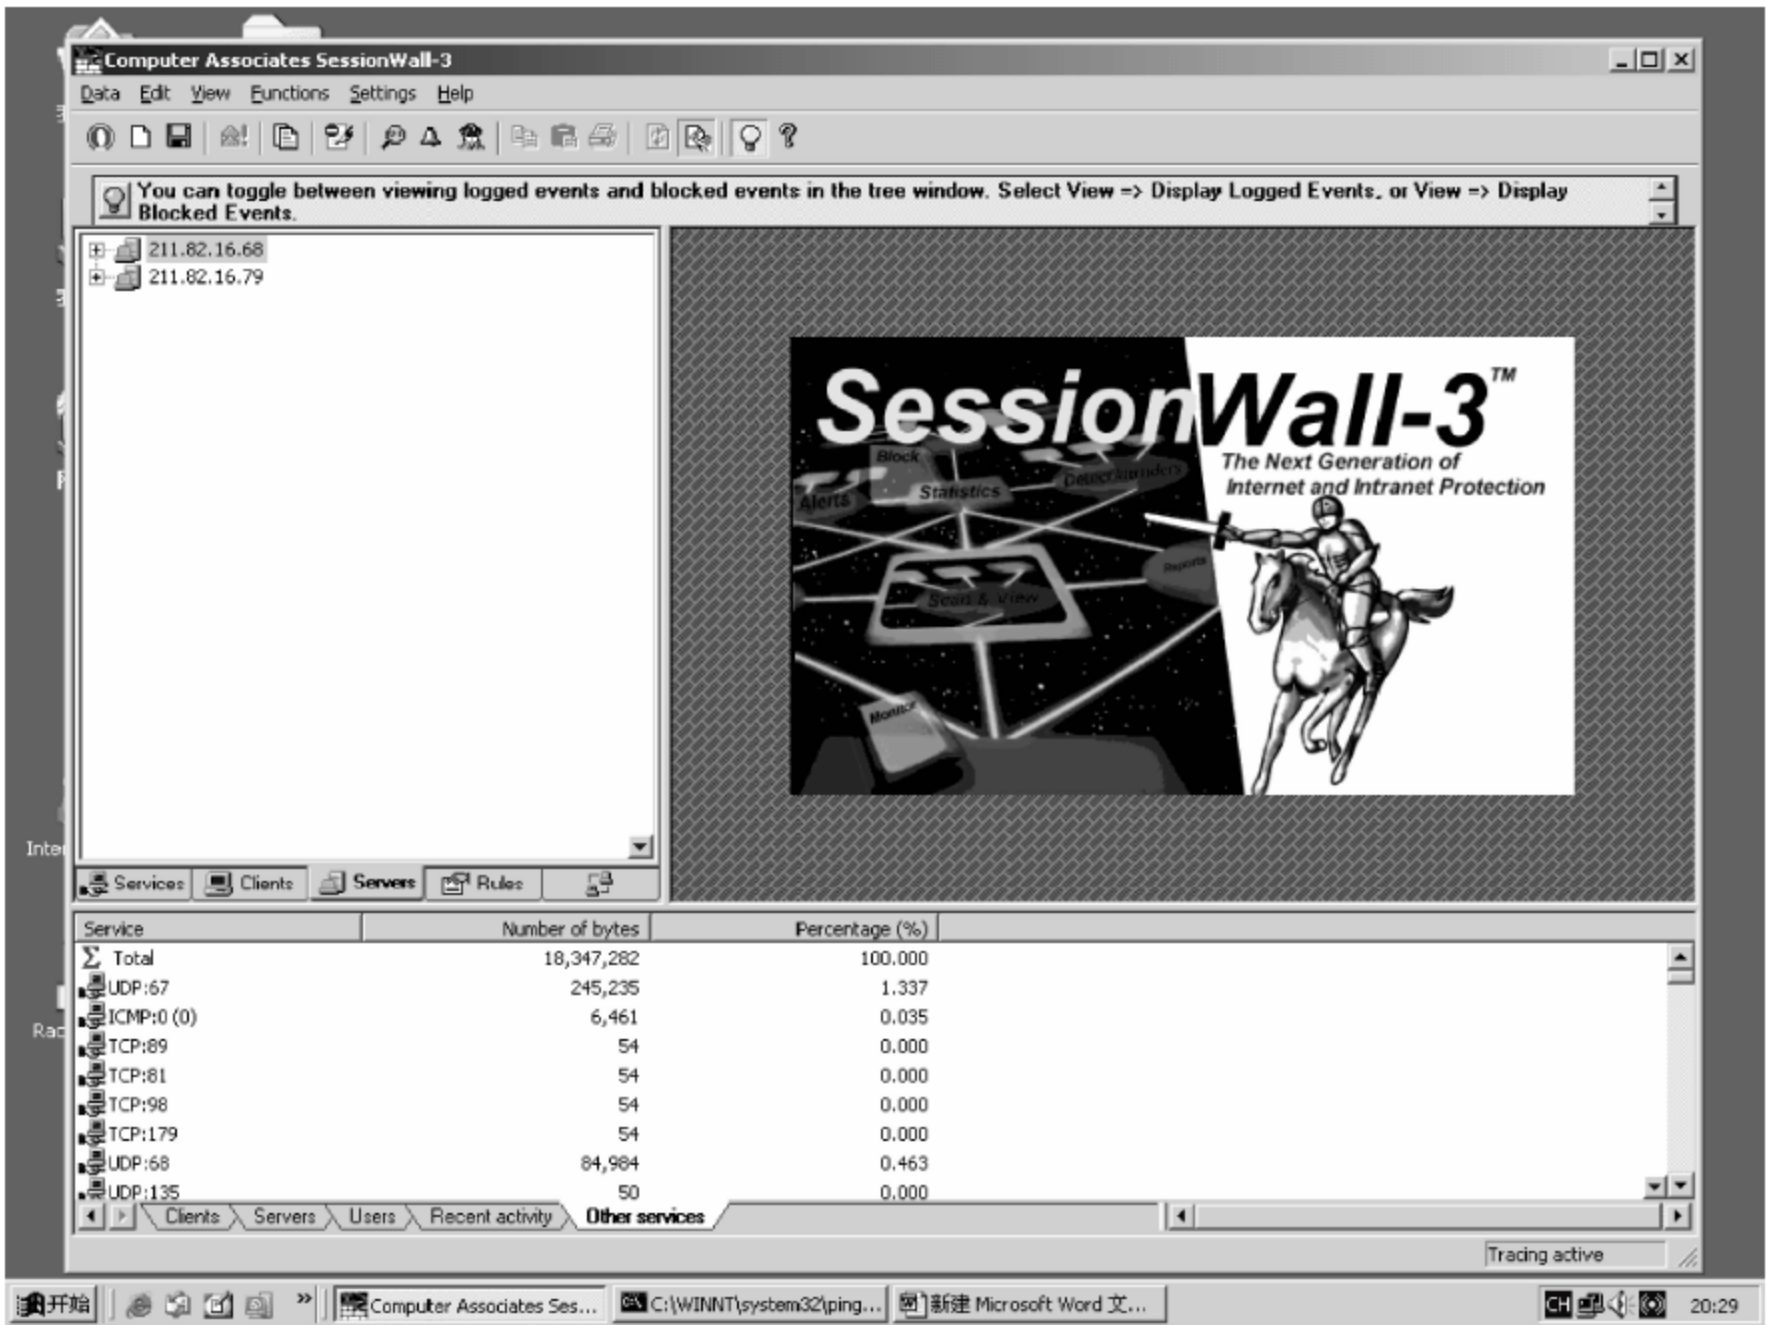 Computer Associates SessionWall-3
Data Edit View Functions Settings Help
You can toggle between viewing logged events and blocked events in the tree window. Select View => Display Logged Events, or View => Display
Blocked Events.
211.82.16.68
211.82.16.79
SessionWall-3™
The Next Generation of
Internet and Intranet Protection
Block
Alerts
Statistics
Detect Intruders
Reports
Scan & View
Monitor
Services Clients Servers Rules
Service Number of bytes Percentage (%)
Total 18,347,282 100.000
UDP:67 245,235 1.337
ICMP:0 (0) 6,461 0.035
TCP:89 54 0.000
TCP:81 54 0.000
TCP:98 54 0.000
TCP:179 54 0.000
UDP:68 84,984 0.463
UDP:135 50 0.000
Clients Servers Users Recent activity Other services
Tracing active
Inte
Rac
开始 » Computer Associates Ses... C:\WINNT\system32\ping... 新建 Microsoft Word 文... CH 20:29